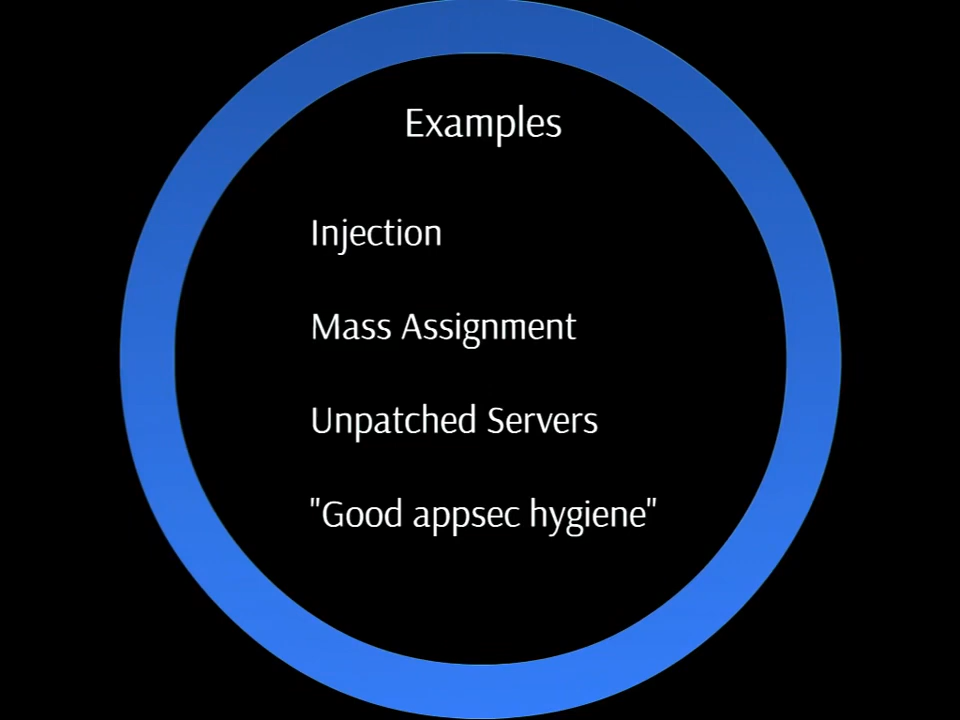 Examples
Injection
Mass Assignment
Unpatched Servers
"Good appsec hygiene"